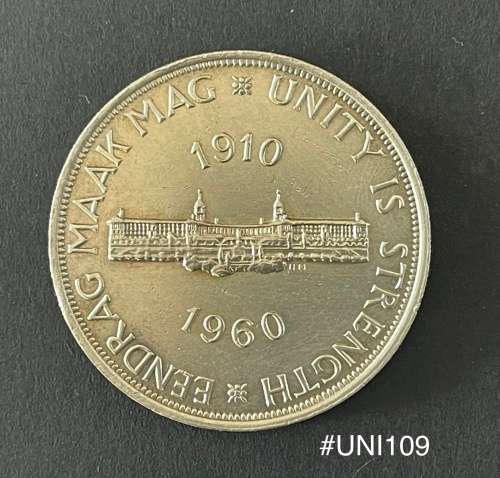 EENDRAG MAAK MAG ※ UNITY IS STRENGTH ※
1910
1960
#UNI109